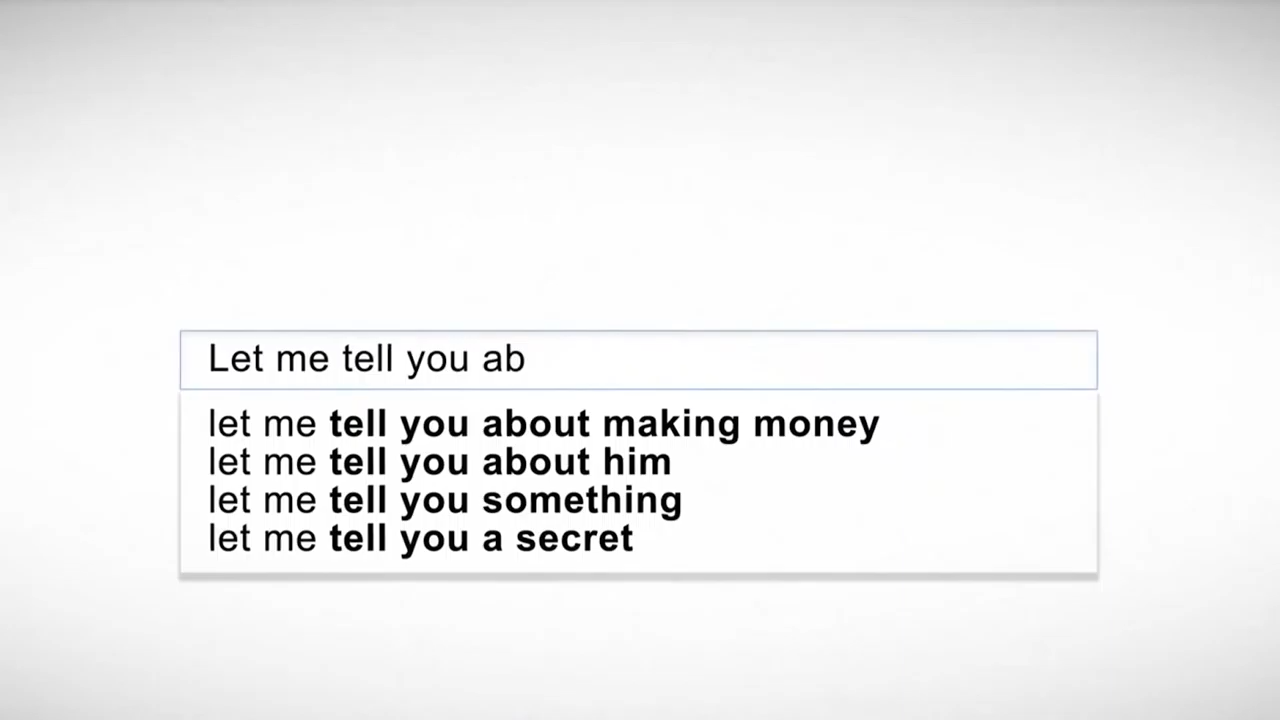 Let me tell you ab
let me tell you about making money
let me tell you about him
let me tell you something
let me tell you a secret